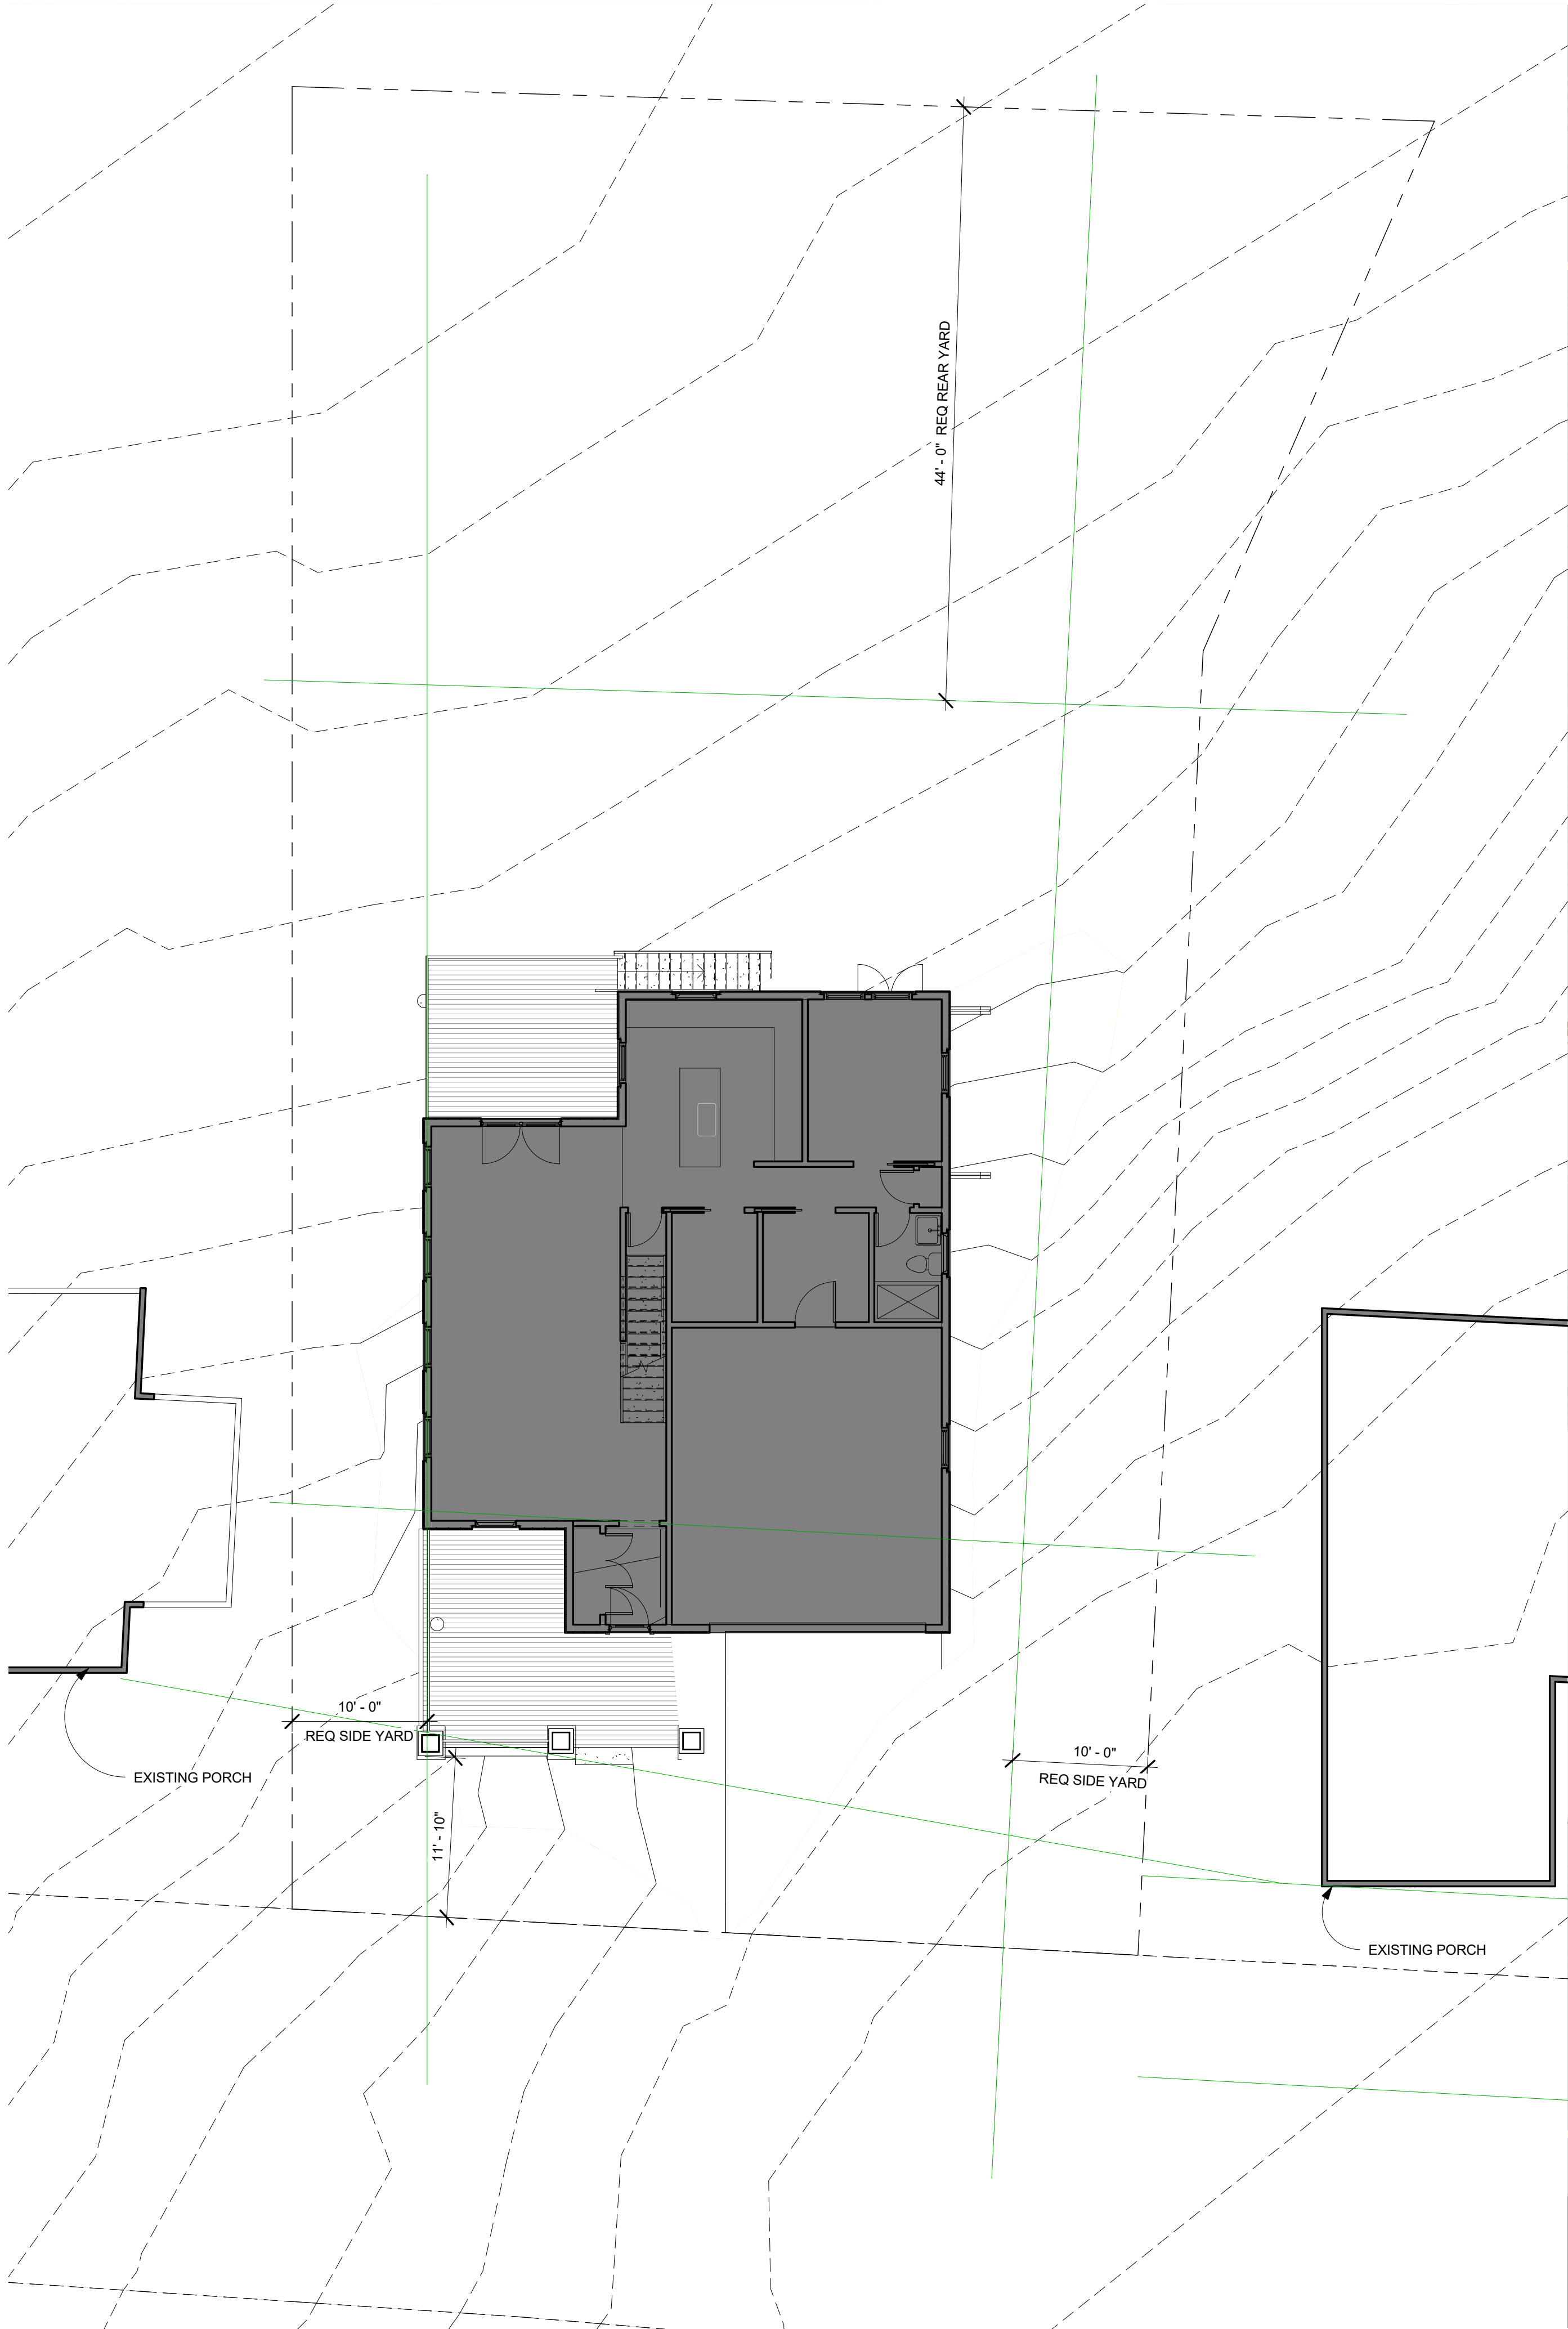 44' - 0" REQ REAR YARD
10' - 0"
REQ SIDE YARD
EXISTING PORCH
11' - 10"
10' - 0"
REQ SIDE YARD
EXISTING PORCH